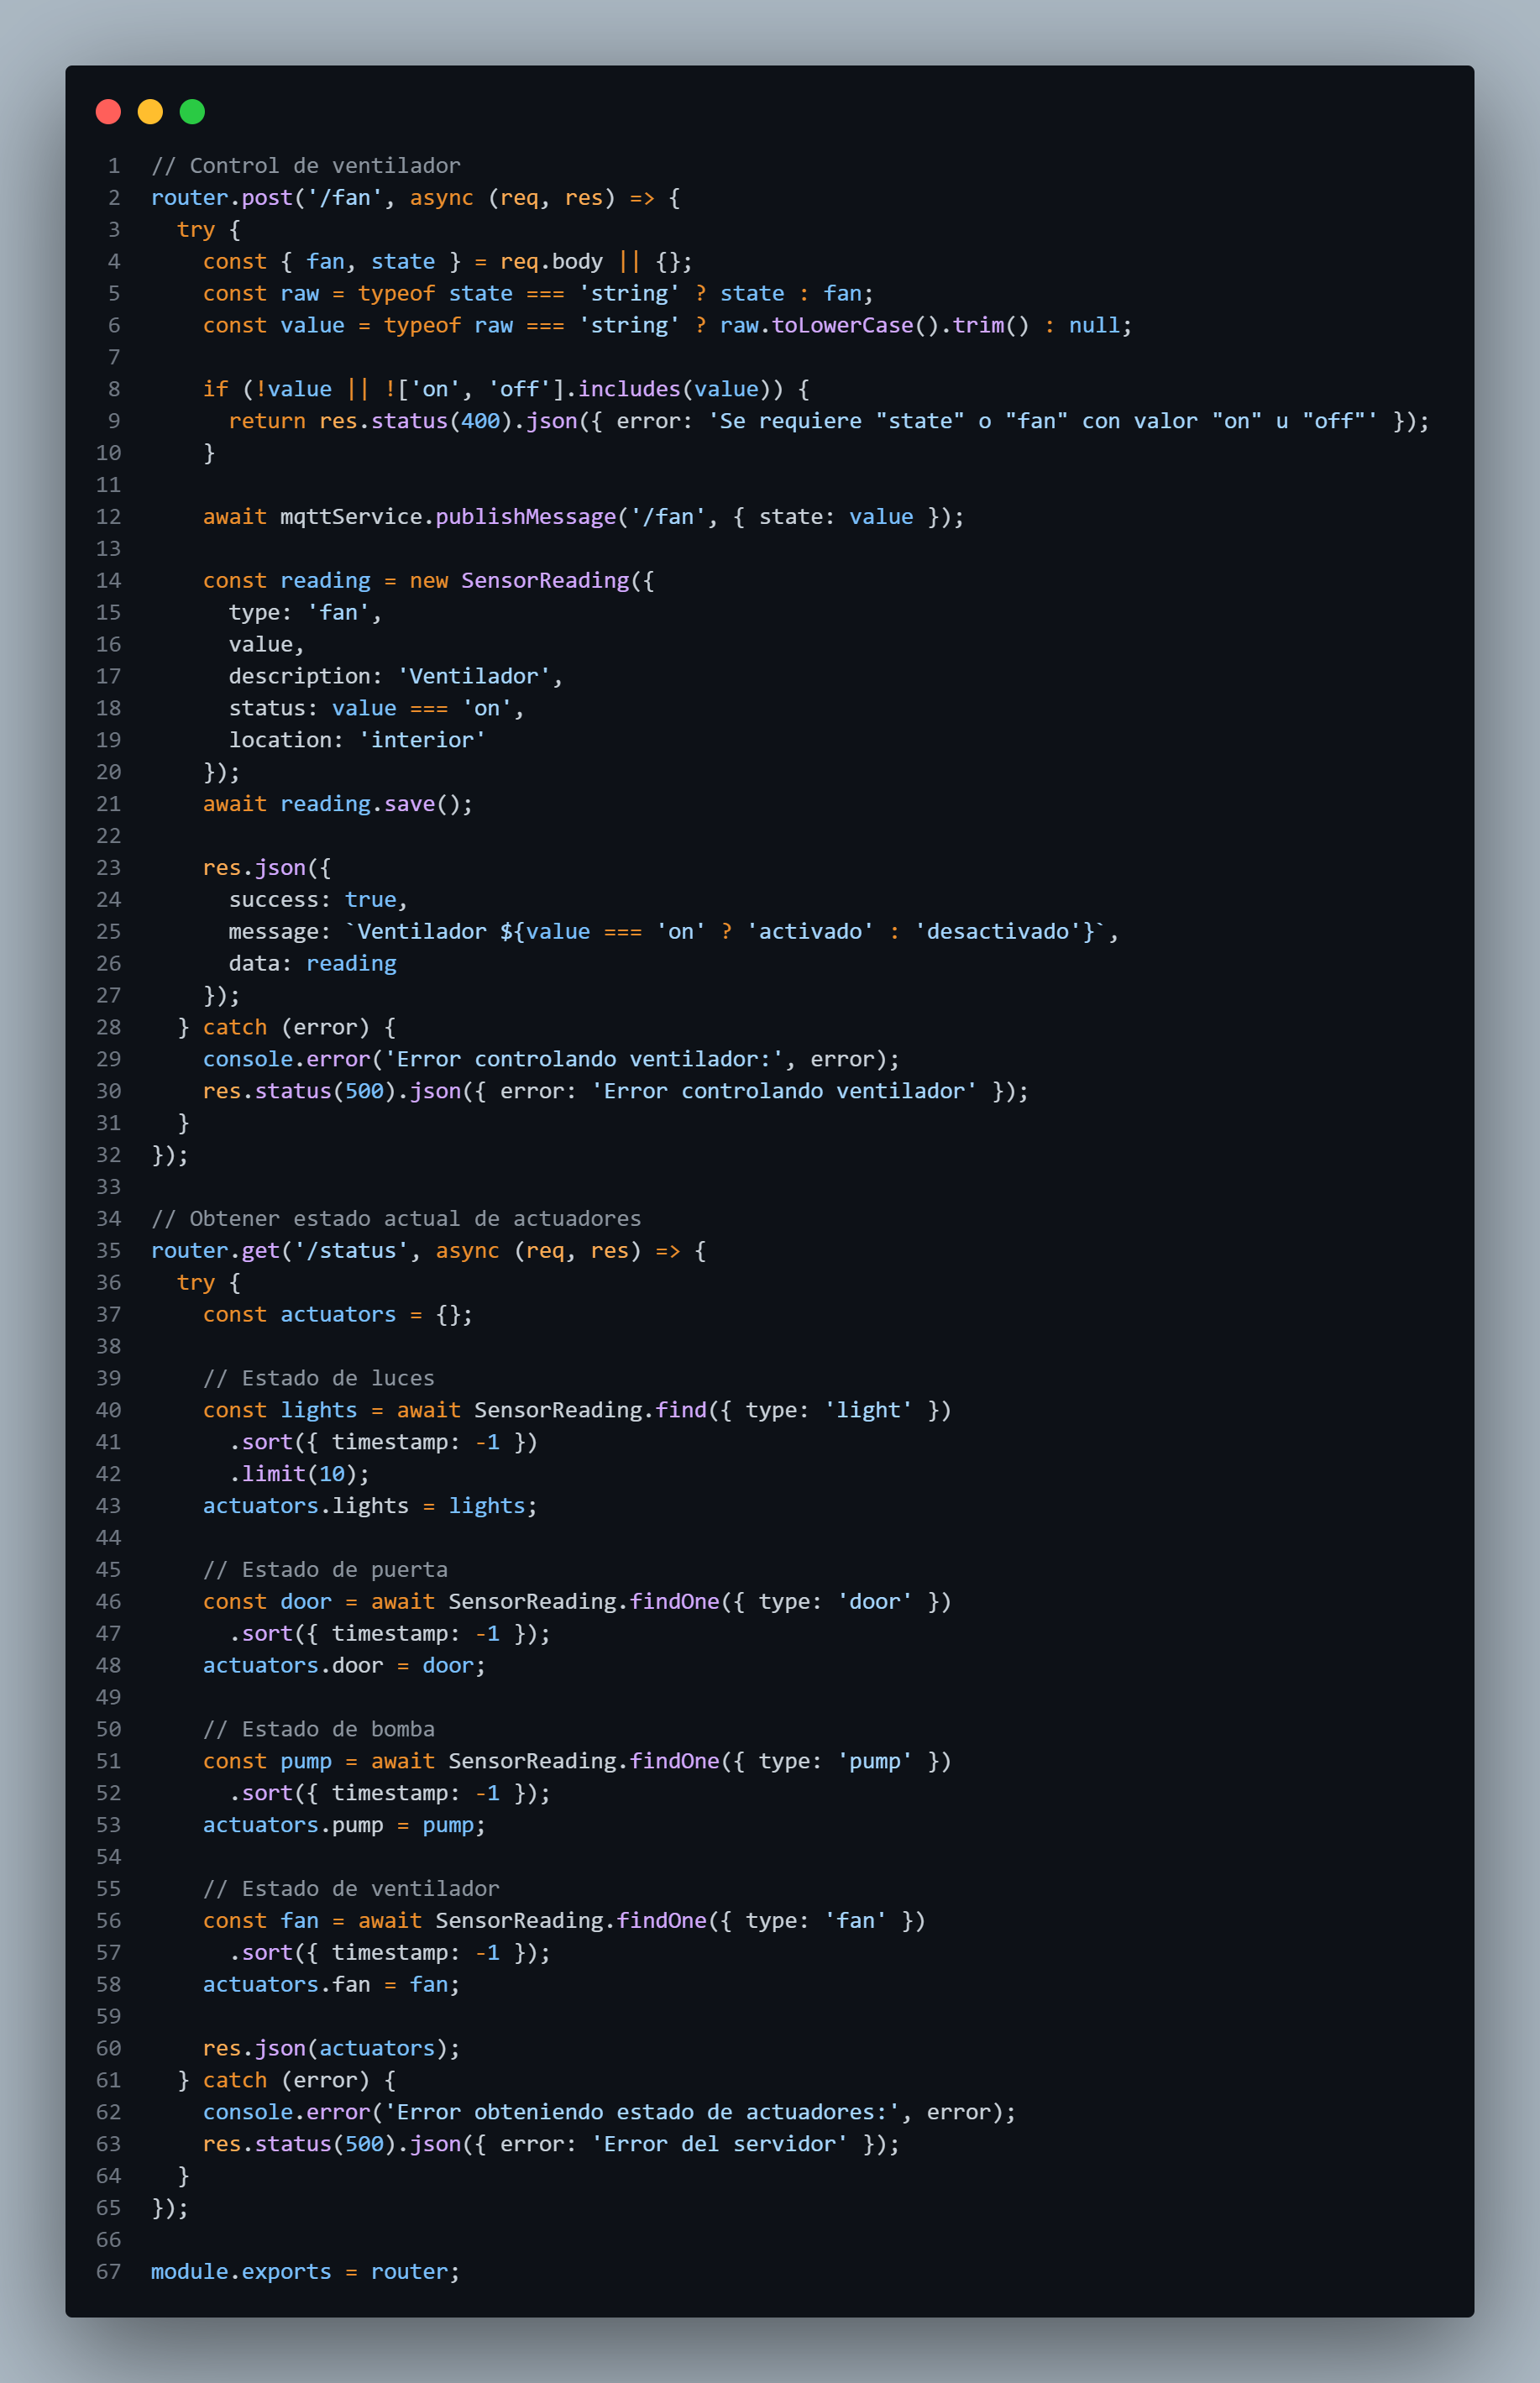 1 // Control de ventilador
2 router.post('/fan', async (req, res) => {
3   try {
4     const { fan, state } = req.body || {};
5     const raw = typeof state === 'string' ? state : fan;
6     const value = typeof raw === 'string' ? raw.toLowerCase().trim() : null;
7
8     if (!value || !['on', 'off'].includes(value)) {
9       return res.status(400).json({ error: 'Se requiere "state" o "fan" con valor "on" u "off"' });
10     }
11
12     await mqttService.publishMessage('/fan', { state: value });
13
14     const reading = new SensorReading({
15       type: 'fan',
16       value,
17       description: 'Ventilador',
18       status: value === 'on',
19       location: 'interior'
20     });
21     await reading.save();
22
23     res.json({
24       success: true,
25       message: `Ventilador ${value === 'on' ? 'activado' : 'desactivado'}`,
26       data: reading
27     });
28   } catch (error) {
29     console.error('Error controlando ventilador:', error);
30     res.status(500).json({ error: 'Error controlando ventilador' });
31   }
32 });
33
34 // Obtener estado actual de actuadores
35 router.get('/status', async (req, res) => {
36   try {
37     const actuators = {};
38
39     // Estado de luces
40     const lights = await SensorReading.find({ type: 'light' })
41       .sort({ timestamp: -1 })
42       .limit(10);
43     actuators.lights = lights;
44
45     // Estado de puerta
46     const door = await SensorReading.findOne({ type: 'door' })
47       .sort({ timestamp: -1 });
48     actuators.door = door;
49
50     // Estado de bomba
51     const pump = await SensorReading.findOne({ type: 'pump' })
52       .sort({ timestamp: -1 });
53     actuators.pump = pump;
54
55     // Estado de ventilador
56     const fan = await SensorReading.findOne({ type: 'fan' })
57       .sort({ timestamp: -1 });
58     actuators.fan = fan;
59
60     res.json(actuators);
61   } catch (error) {
62     console.error('Error obteniendo estado de actuadores:', error);
63     res.status(500).json({ error: 'Error del servidor' });
64   }
65 });
66
67 module.exports = router;